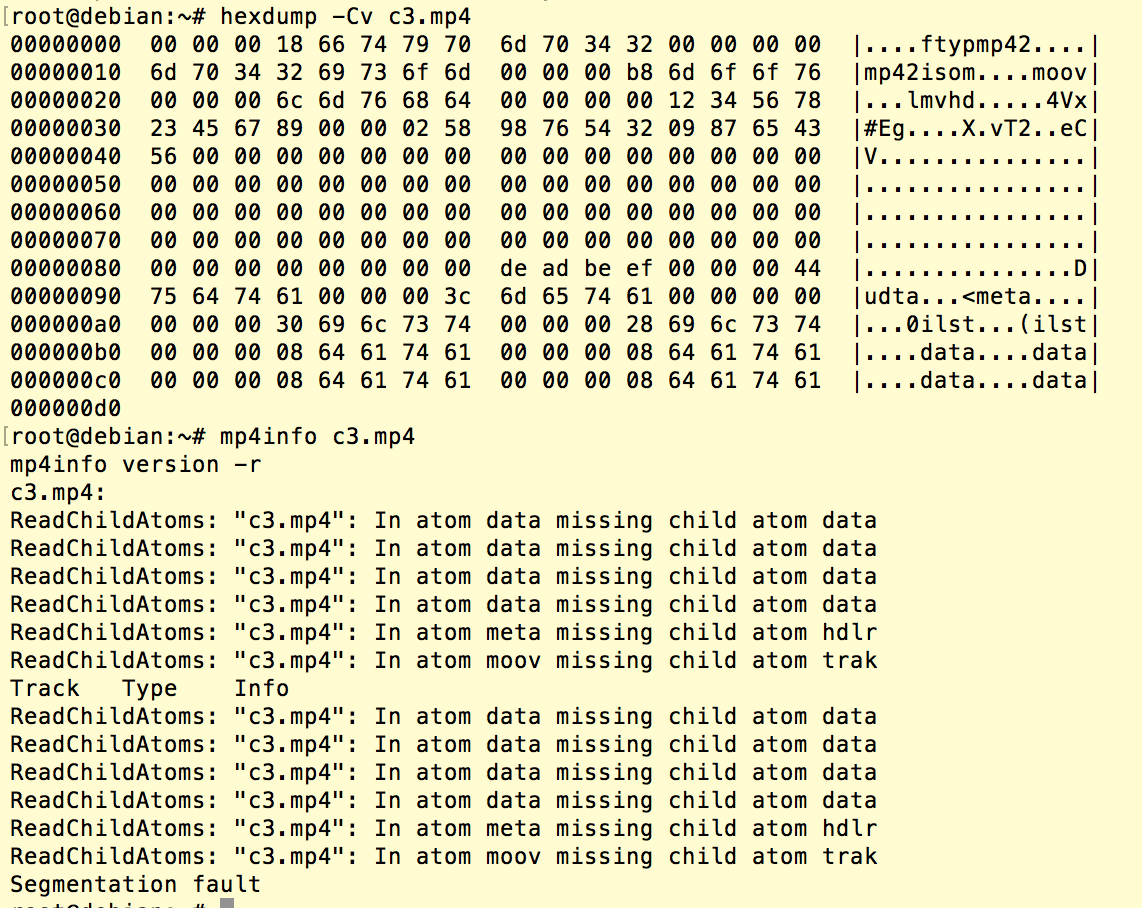 [root@debian:~# hexdump -Cv c3.mp4
00000000  00 00 00 18 66 74 79 70  6d 70 34 32 00 00 00 00  |....ftypmp42....|
00000010  6d 70 34 32 69 73 6f 6d  00 00 00 b8 6d 6f 6f 76  |mp42isom....moov|
00000020  00 00 00 6c 6d 76 68 64  00 00 00 00 12 34 56 78  |...lmvhd.....4Vx|
00000030  23 45 67 89 00 00 02 58  98 76 54 32 09 87 65 43  |#Eg....X.vT2..eC|
00000040  56 00 00 00 00 00 00 00  00 00 00 00 00 00 00 00  |V...............|
00000050  00 00 00 00 00 00 00 00  00 00 00 00 00 00 00 00  |................|
00000060  00 00 00 00 00 00 00 00  00 00 00 00 00 00 00 00  |................|
00000070  00 00 00 00 00 00 00 00  00 00 00 00 00 00 00 00  |................|
00000080  00 00 00 00 00 00 00 00  de ad be ef 00 00 00 44  |...............D|
00000090  75 64 74 61 00 00 00 3c  6d 65 74 61 00 00 00 00  |udta...<meta....|
000000a0  00 00 00 30 69 6c 73 74  00 00 00 28 69 6c 73 74  |...0ilst...(ilst|
000000b0  00 00 00 08 64 61 74 61  00 00 00 08 64 61 74 61  |....data....data|
000000c0  00 00 00 08 64 61 74 61  00 00 00 08 64 61 74 61  |....data....data|
000000d0
[root@debian:~# mp4info c3.mp4
mp4info version -r
c3.mp4:
ReadChildAtoms: "c3.mp4": In atom data missing child atom data
ReadChildAtoms: "c3.mp4": In atom data missing child atom data
ReadChildAtoms: "c3.mp4": In atom data missing child atom data
ReadChildAtoms: "c3.mp4": In atom data missing child atom data
ReadChildAtoms: "c3.mp4": In atom meta missing child atom hdlr
ReadChildAtoms: "c3.mp4": In atom moov missing child atom trak
Track   Type    Info
ReadChildAtoms: "c3.mp4": In atom data missing child atom data
ReadChildAtoms: "c3.mp4": In atom data missing child atom data
ReadChildAtoms: "c3.mp4": In atom data missing child atom data
ReadChildAtoms: "c3.mp4": In atom data missing child atom data
ReadChildAtoms: "c3.mp4": In atom meta missing child atom hdlr
ReadChildAtoms: "c3.mp4": In atom moov missing child atom trak
Segmentation fault
root@debian:~#